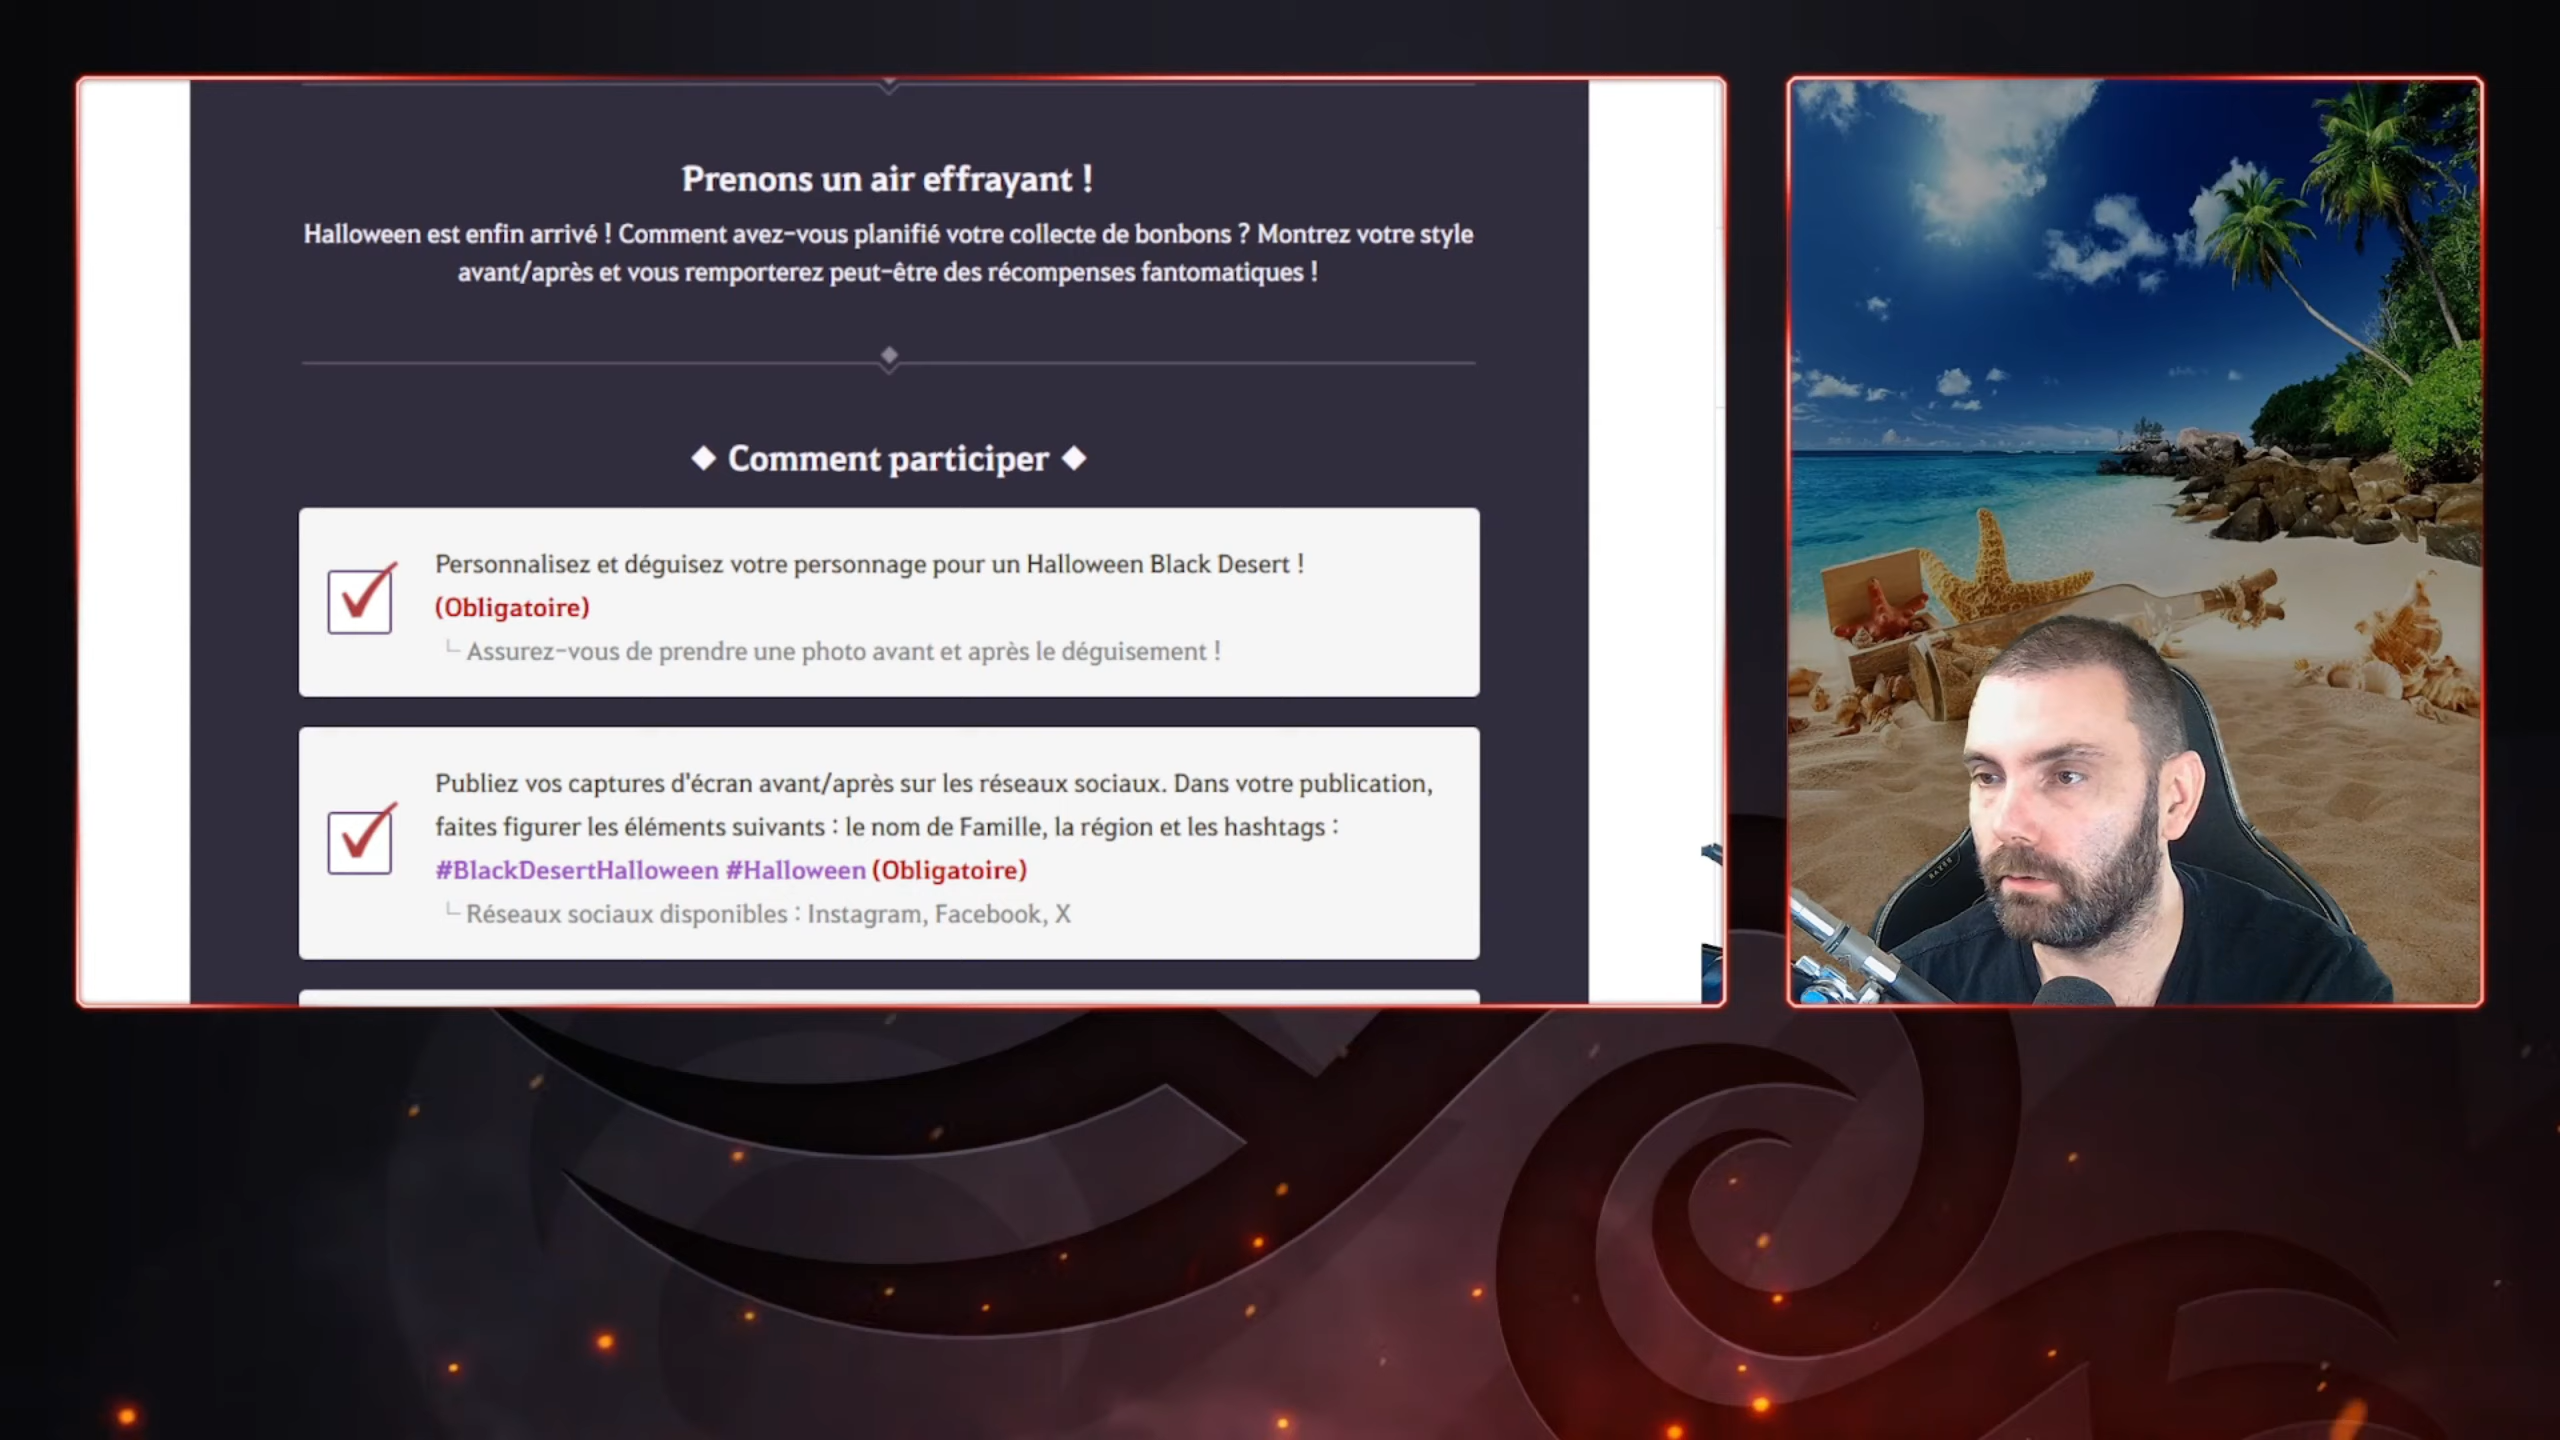 Prenons un air effrayant !
Halloween est enfin arrivé ! Comment avez-vous planifié votre collecte de bonbons ? Montrez votre style
avant/après et vous remporterez peut-être des récompenses fantomatiques !
◆ Comment participer ◆
Personnalisez et déguisez votre personnage pour un Halloween Black Desert !
(Obligatoire)
└ Assurez-vous de prendre une photo avant et après le déguisement !
Publiez vos captures d'écran avant/après sur les réseaux sociaux. Dans votre publication,
faites figurer les éléments suivants : le nom de Famille, la région et les hashtags :
#BlackDesertHalloween #Halloween (Obligatoire)
└ Réseaux sociaux disponibles : Instagram, Facebook, X